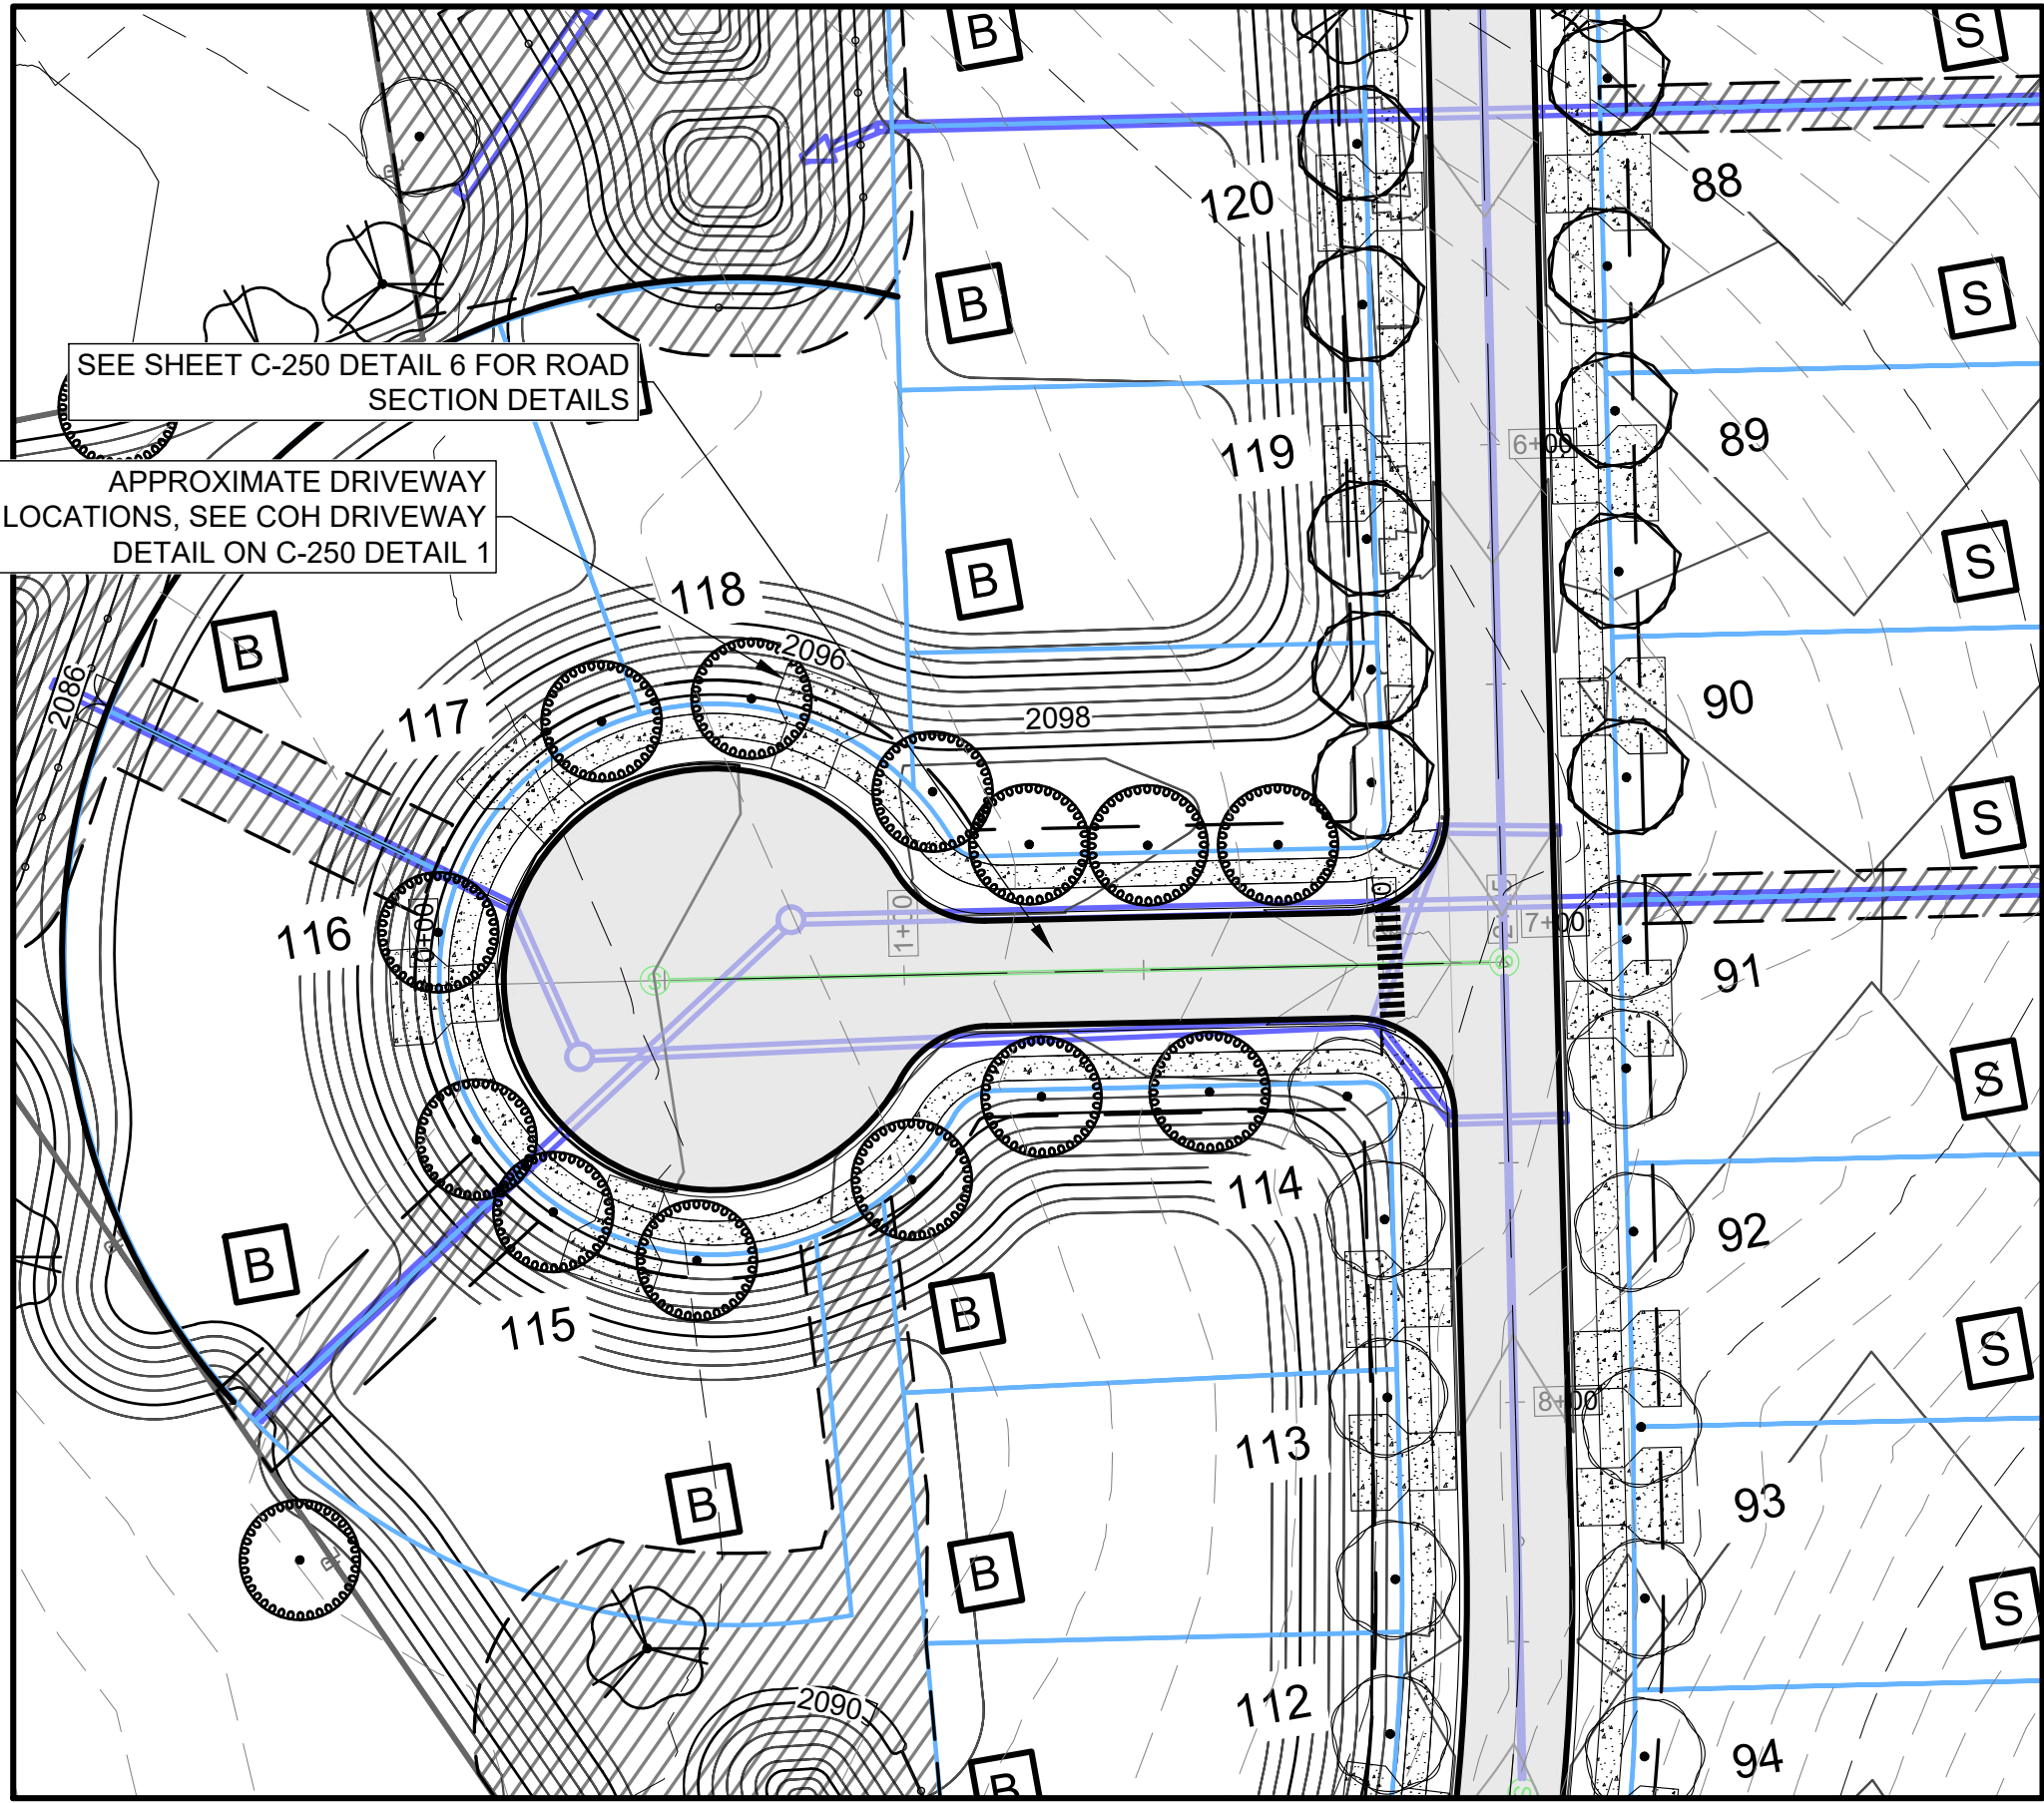 B
S
120
88
B
S
SEE SHEET C-250 DETAIL 6 FOR ROAD
SECTION DETAILS
119
6+00
89
APPROXIMATE DRIVEWAY
LOCATIONS, SEE COH DRIVEWAY
DETAIL ON C-250 DETAIL 1
B
S
118
B
2096
2086
117
2098
90
S
116
0+00
1+00
7+00
91
S
114
92
B
B
S
115
8+00
113
93
B
B
S
2090
112
94
B